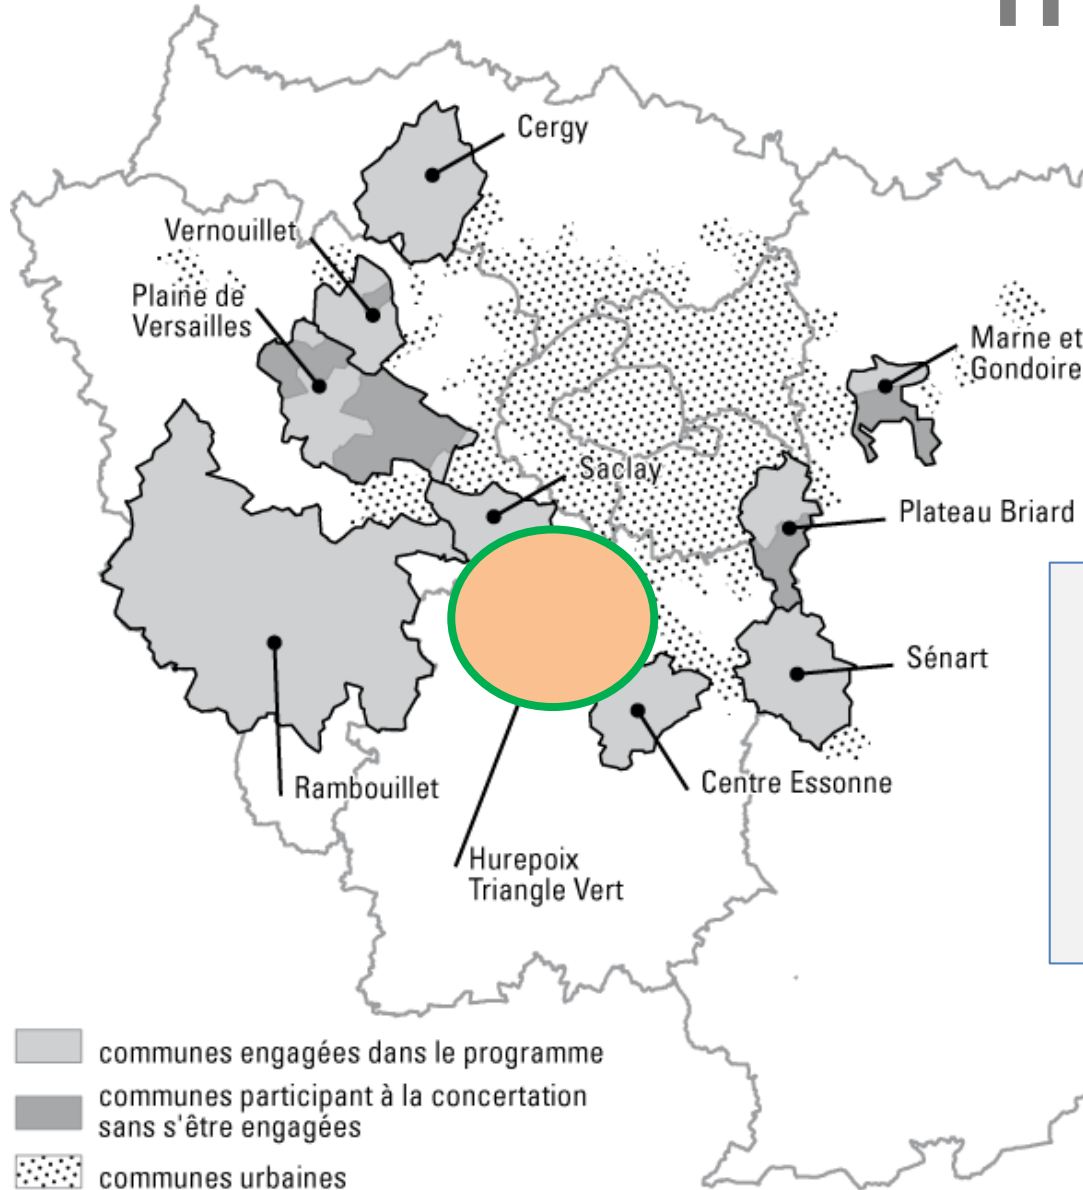 Cergy
Vernouillet
Plaine de
Versailles
Marne et
Gondoire
Saclay
Plateau Briard
Sénart
Rambouillet
Centre Essonne
Hurepoix
Triangle Vert
communes engagées dans le programme
communes participant à la concertation
sans s'être engagées
communes urbaines